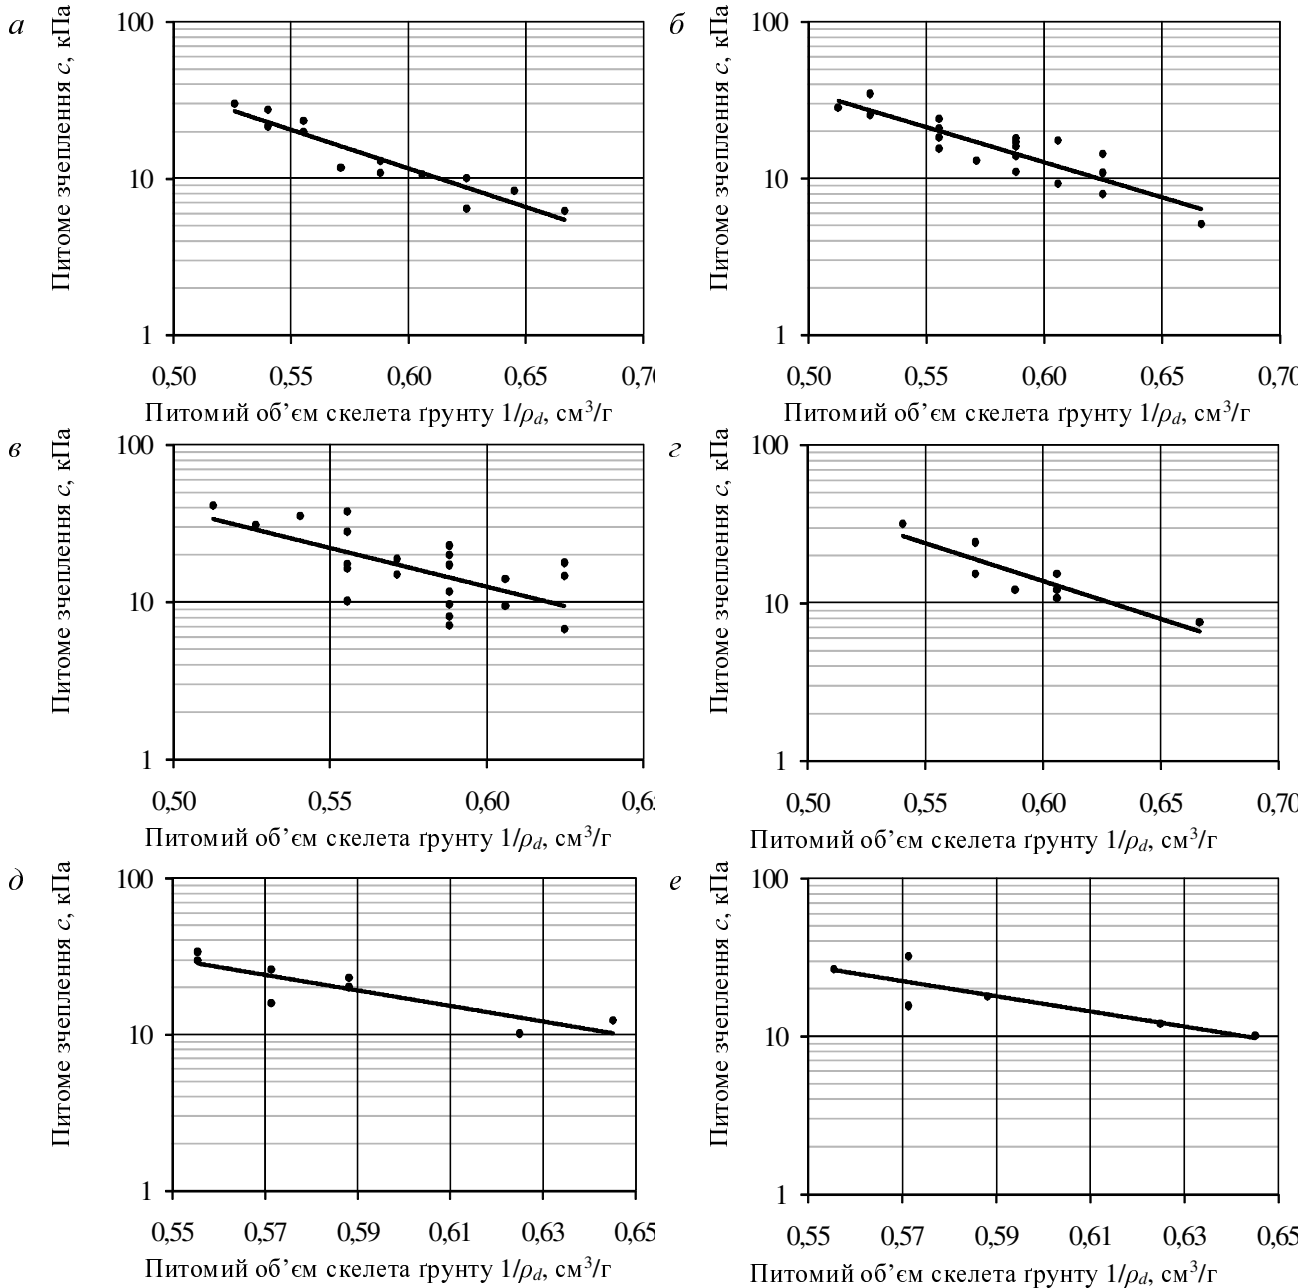 а
Питоме зчеплення c, кПа
100
10
1
0,50 0,55 0,60 0,65 0,70
Питомий об’єм скелета ґрунту 1/ρd, см³/г
б
Питоме зчеплення c, кПа
100
10
1
0,50 0,55 0,60 0,65 0,70
Питомий об’єм скелета ґрунту 1/ρd, см³/г
в
Питоме зчеплення c, кПа
100
10
1
0,50 0,55 0,60 0,65
Питомий об’єм скелета ґрунту 1/ρd, см³/г
г
Питоме зчеплення c, кПа
100
10
1
0,50 0,55 0,60 0,65 0,70
Питомий об’єм скелета ґрунту 1/ρd, см³/г
д
Питоме зчеплення c, кПа
100
10
1
0,55 0,57 0,59 0,61 0,63 0,65
Питомий об’єм скелета ґрунту 1/ρd, см³/г
е
Питоме зчеплення c, кПа
100
10
1
0,55 0,57 0,59 0,61 0,63 0,65
Питомий об’єм скелета ґрунту 1/ρd, см³/г